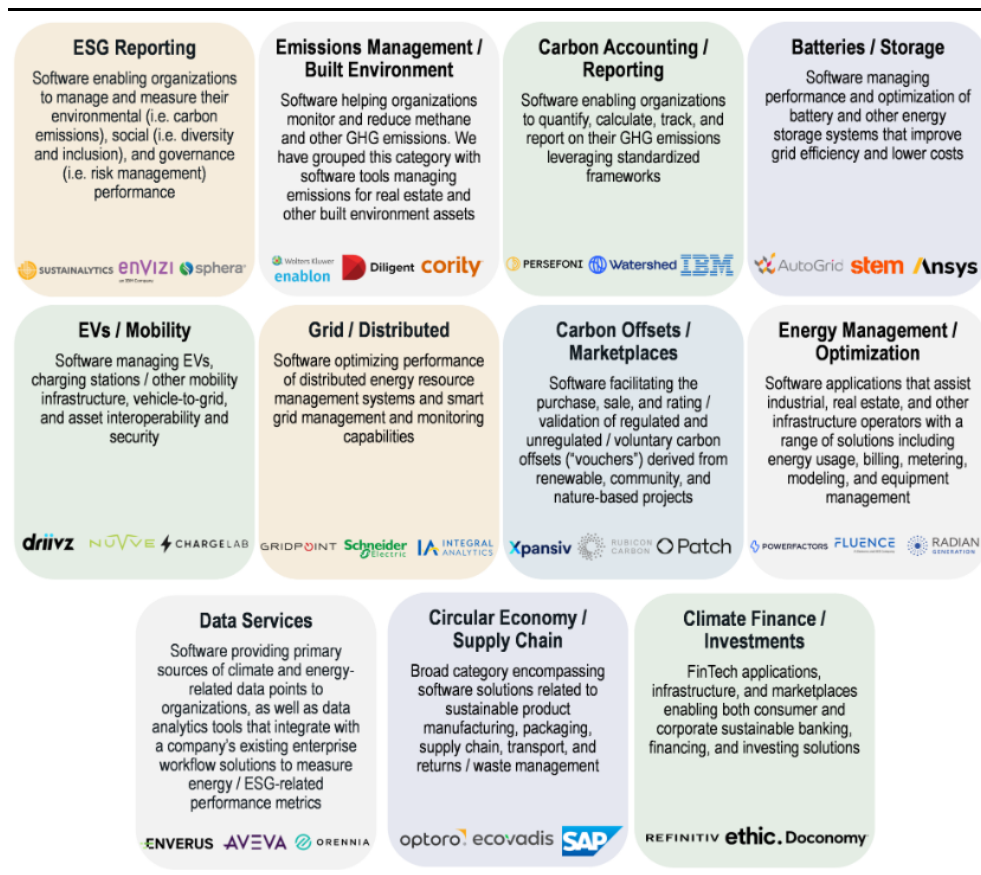 ESG Reporting
Software enabling organizations
to manage and measure their
environmental (i.e. carbon
emissions), social (i.e. diversity
and inclusion), and governance
(i.e. risk management)
performance
SUSTAINALYTICS
enVIZI
an IBM Company
sphera
Emissions Management /
Built Environment
Software helping organizations
monitor and reduce methane
and other GHG emissions. We
have grouped this category with
software tools managing
emissions for real estate and
other built environment assets
Wolters Kluwer
enablon
Diligent
cority
Carbon Accounting /
Reporting
Software enabling organizations
to quantify, calculate, track, and
report on their GHG emissions
leveraging standardized
frameworks
PERSEFONI
Watershed
IBM
Batteries / Storage
Software managing
performance and optimization of
battery and other energy
storage systems that improve
grid efficiency and lower costs
AutoGrid
stem
Ansys
EVs / Mobility
Software managing EVs,
charging stations / other mobility
infrastructure, vehicle-to-grid,
and asset interoperability and
security
driivz
NUVVE
CHARGELAB
Grid / Distributed
Software optimizing performance
of distributed energy resource
management systems and smart
grid management and monitoring
capabilities
GRIDPOINT
Schneider
Electric
IA INTEGRAL
ANALYTICS
Carbon Offsets /
Marketplaces
Software facilitating the
purchase, sale, and rating /
validation of regulated and
unregulated / voluntary carbon
offsets ("vouchers") derived from
renewable, community, and
nature-based projects
Xpansiv
RUBICON
CARBON
Patch
Energy Management /
Optimization
Software applications that assist
industrial, real estate, and other
infrastructure operators with a
range of solutions including
energy usage, billing, metering,
modeling, and equipment
management
POWERFACTORS
FLUENCE
RADIAN
GENERATION
Data Services
Software providing primary
sources of climate and energy-
related data points to
organizations, as well as data
analytics tools that integrate with
a company's existing enterprise
workflow solutions to measure
energy / ESG-related
performance metrics
ENVERUS
AVEVA
ORENNIA
Circular Economy /
Supply Chain
Broad category encompassing
software solutions related to
sustainable product
manufacturing, packaging,
supply chain, transport, and
returns / waste management
optoro
ecovadis
SAP
Climate Finance /
Investments
FinTech applications,
infrastructure, and marketplaces
enabling both consumer and
corporate sustainable banking,
financing, and investing solutions
REFINITIV
ethic.
Doconomy